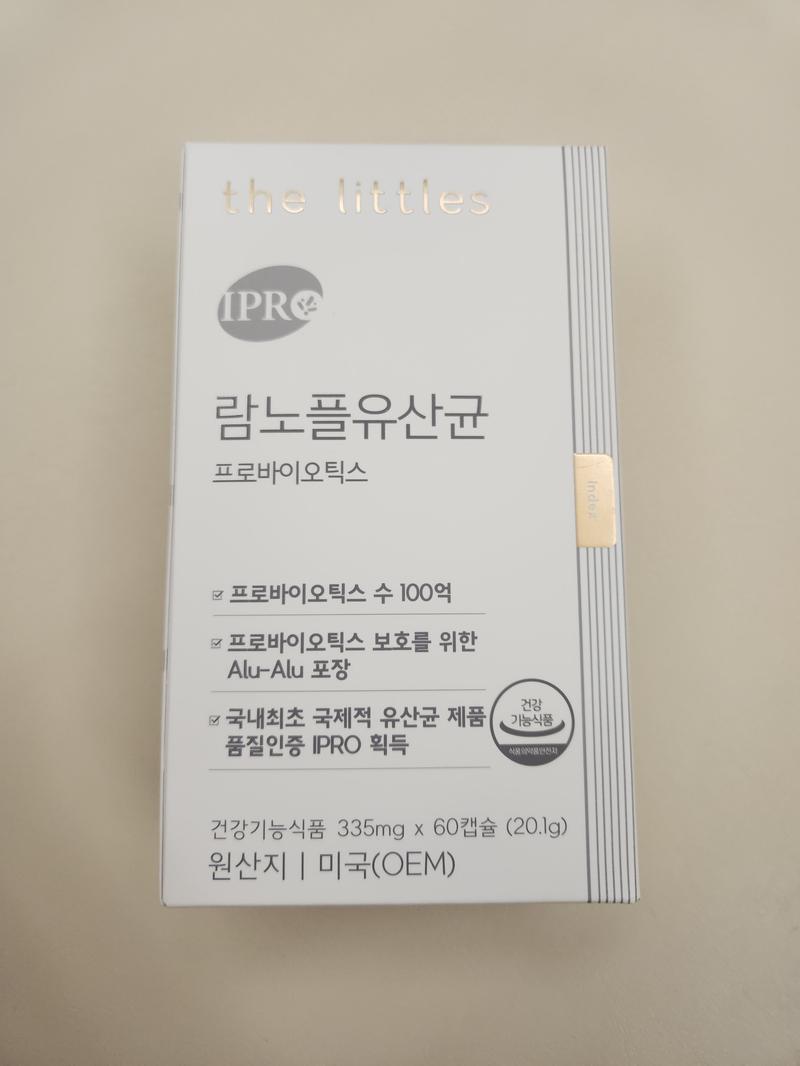 the littles
IPRO
람노플유산균
프로바이오틱스
Index
프로바이오틱스 수 100억
프로바이오틱스 보호를 위한
Alu-Alu 포장
국내최초 국제적 유산균 제품
품질인증 IPRO 획득
건강
기능식품
식품의약품안전처
건강기능식품 335mg x 60캡슐 (20.1g)
원산지 | 미국(OEM)